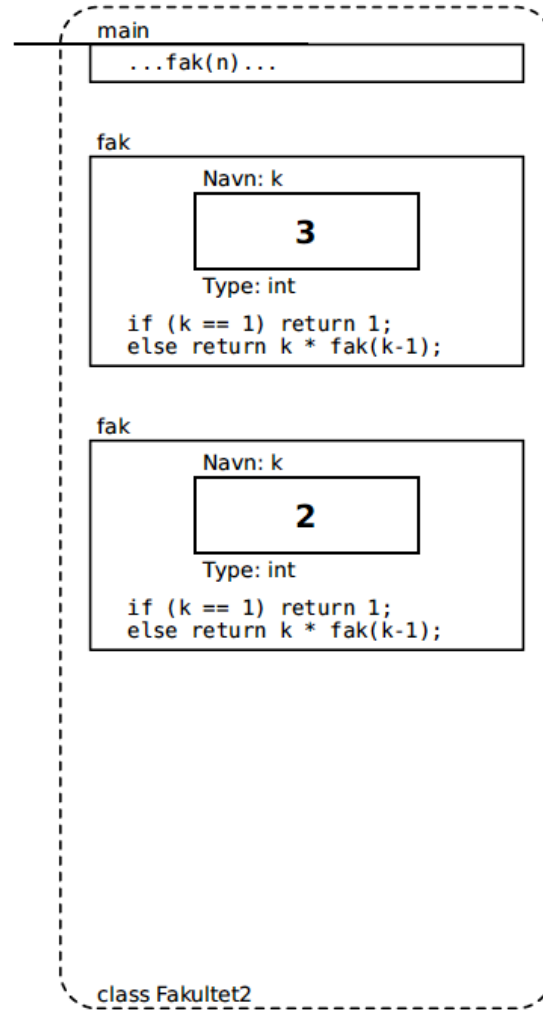 main
...fak(n)...
fak
Navn: k
3
Type: int
if (k == 1) return 1;
else return k * fak(k-1);
fak
Navn: k
2
Type: int
if (k == 1) return 1;
else return k * fak(k-1);
class Fakultet2